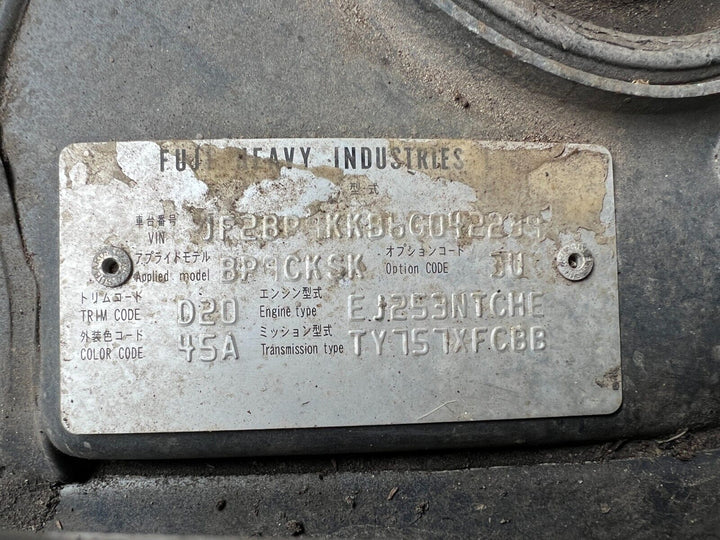 FUJI HEAVY INDUSTRIES
型式
車台番号
VIN
アプライドモデル BP9CKSK オプションコード JU
Applied model Option CODE
トリムコード D20 エンジン型式 EJ253NTCHE
TRIM CODE Engine type
外装色コード 45A ミッション型式 TY757XFCBB
COLOR CODE Transmission type